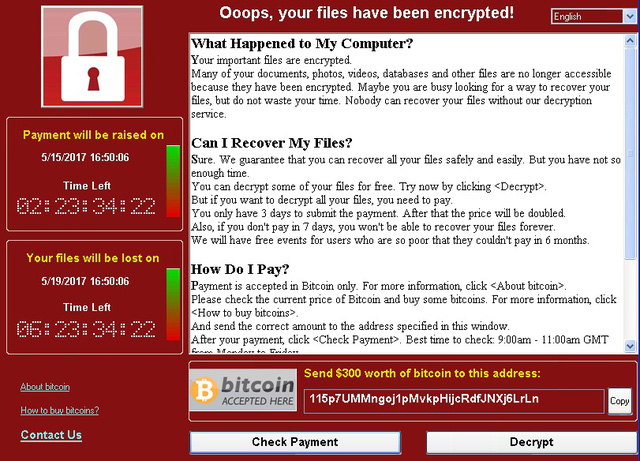 Ooops, your files have been encrypted!
English
Payment will be raised on
5/15/2017 16:50:06
Time Left
02:23:34:22
Your files will be lost on
5/19/2017 16:50:06
Time Left
06:23:34:22
About bitcoin
How to buy bitcoins?
Contact Us
What Happened to My Computer?
Your important files are encrypted.
Many of your documents, photos, videos, databases and other files are no longer accessible
because they have been encrypted. Maybe you are busy looking for a way to recover your
files, but do not waste your time. Nobody can recover your files without our decryption
service.
Can I Recover My Files?
Sure. We guarantee that you can recover all your files safely and easily. But you have not so
enough time.
You can decrypt some of your files for free. Try now by clicking <Decrypt>.
But if you want to decrypt all your files, you need to pay.
You only have 3 days to submit the payment. After that the price will be doubled.
Also, if you don't pay in 7 days, you won't be able to recover your files forever.
We will have free events for users who are so poor that they couldn't pay in 6 months.
How Do I Pay?
Payment is accepted in Bitcoin only. For more information, click <About bitcoin>.
Please check the current price of Bitcoin and buy some bitcoins. For more information, click
<How to buy bitcoins>.
And send the correct amount to the address specified in this window.
After your payment, click <Check Payment>. Best time to check: 9:00am - 11:00am GMT
from Monday to Friday.
bitcoin
ACCEPTED HERE
Send $300 worth of bitcoin to this address:
115p7UMMngoj1pMvkpHijcRdfJNXj6LrLn
Copy
Check Payment
Decrypt